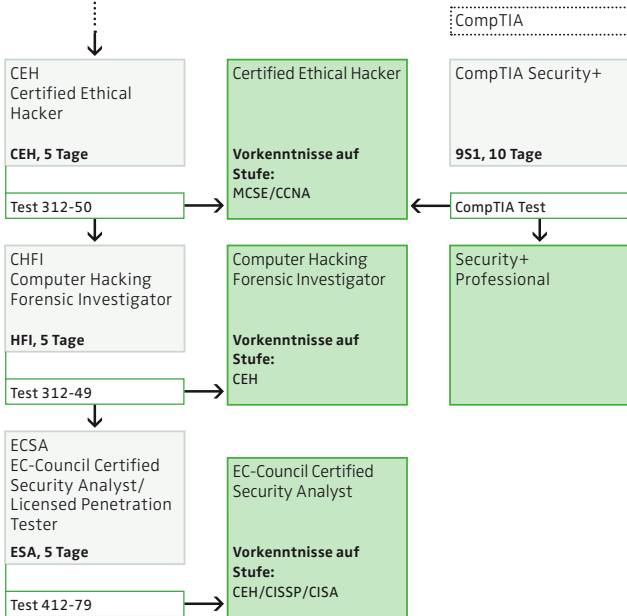 CompTIA
CEH
Certified Ethical
Hacker
CEH, 5 Tage
Test 312-50
Certified Ethical Hacker
Vorkenntnisse auf
Stufe:
MCSE/CCNA
CompTIA Security+
9S1, 10 Tage
CompTIA Test
CHFI
Computer Hacking
Forensic Investigator
HFI, 5 Tage
Test 312-49
Computer Hacking
Forensic Investigator
Vorkenntnisse auf
Stufe:
CEH
Security+
Professional
ECSA
EC-Council Certified
Security Analyst/
Licensed Penetration
Tester
ESA, 5 Tage
Test 412-79
EC-Council Certified
Security Analyst
Vorkenntnisse auf
Stufe:
CEH/CISSP/CISA